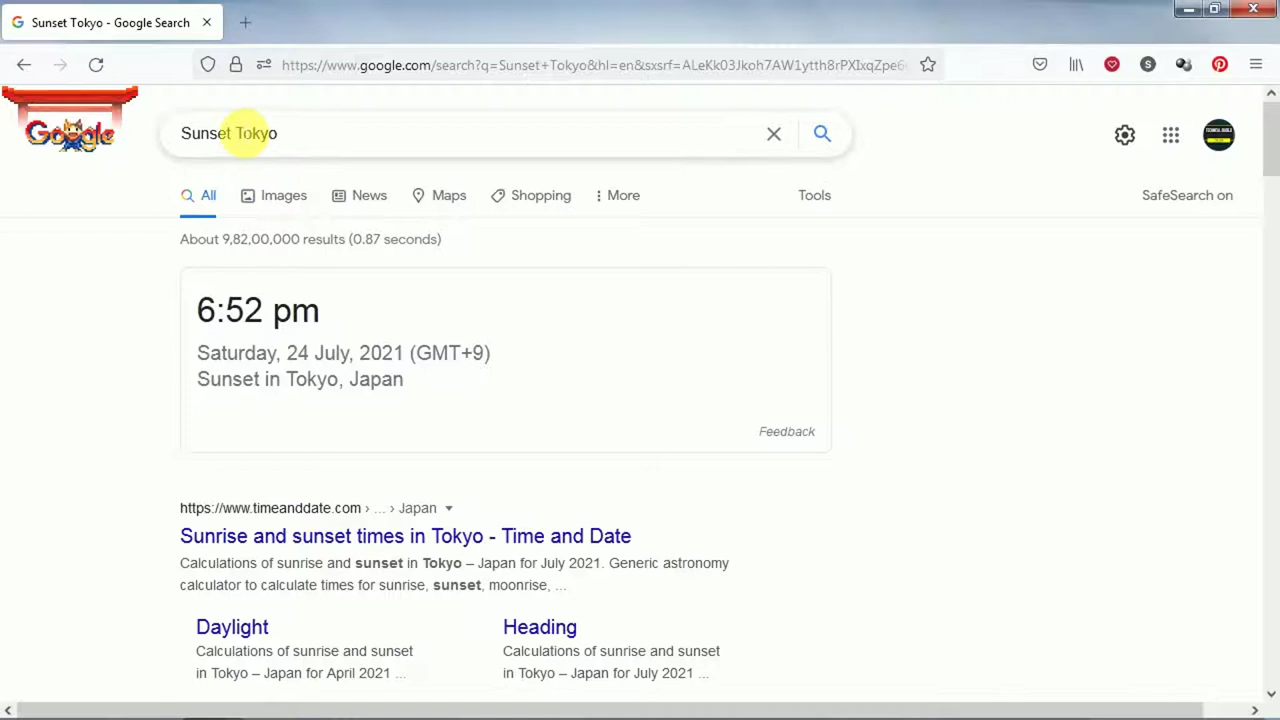 Sunset Tokyo - Google Search
https://www.google.com/search?q=Sunset+Tokyo&hl=en&sxsrf=ALeKk03Jkoh7AW1ytth8rPXIxqZpe6
Google
Sunset Tokyo
All Images News Maps Shopping More Tools SafeSearch on
About 9,82,00,000 results (0.87 seconds)
6:52 pm
Saturday, 24 July, 2021 (GMT+9)
Sunset in Tokyo, Japan
Feedback
https://www.timeanddate.com › ... › Japan
Sunrise and sunset times in Tokyo - Time and Date
Calculations of sunrise and sunset in Tokyo – Japan for July 2021. Generic astronomy
calculator to calculate times for sunrise, sunset, moonrise, ...
Daylight Heading
Calculations of sunrise and sunset Calculations of sunrise and sunset
in Tokyo – Japan for April 2021 ... in Tokyo – Japan for July 2021 ...